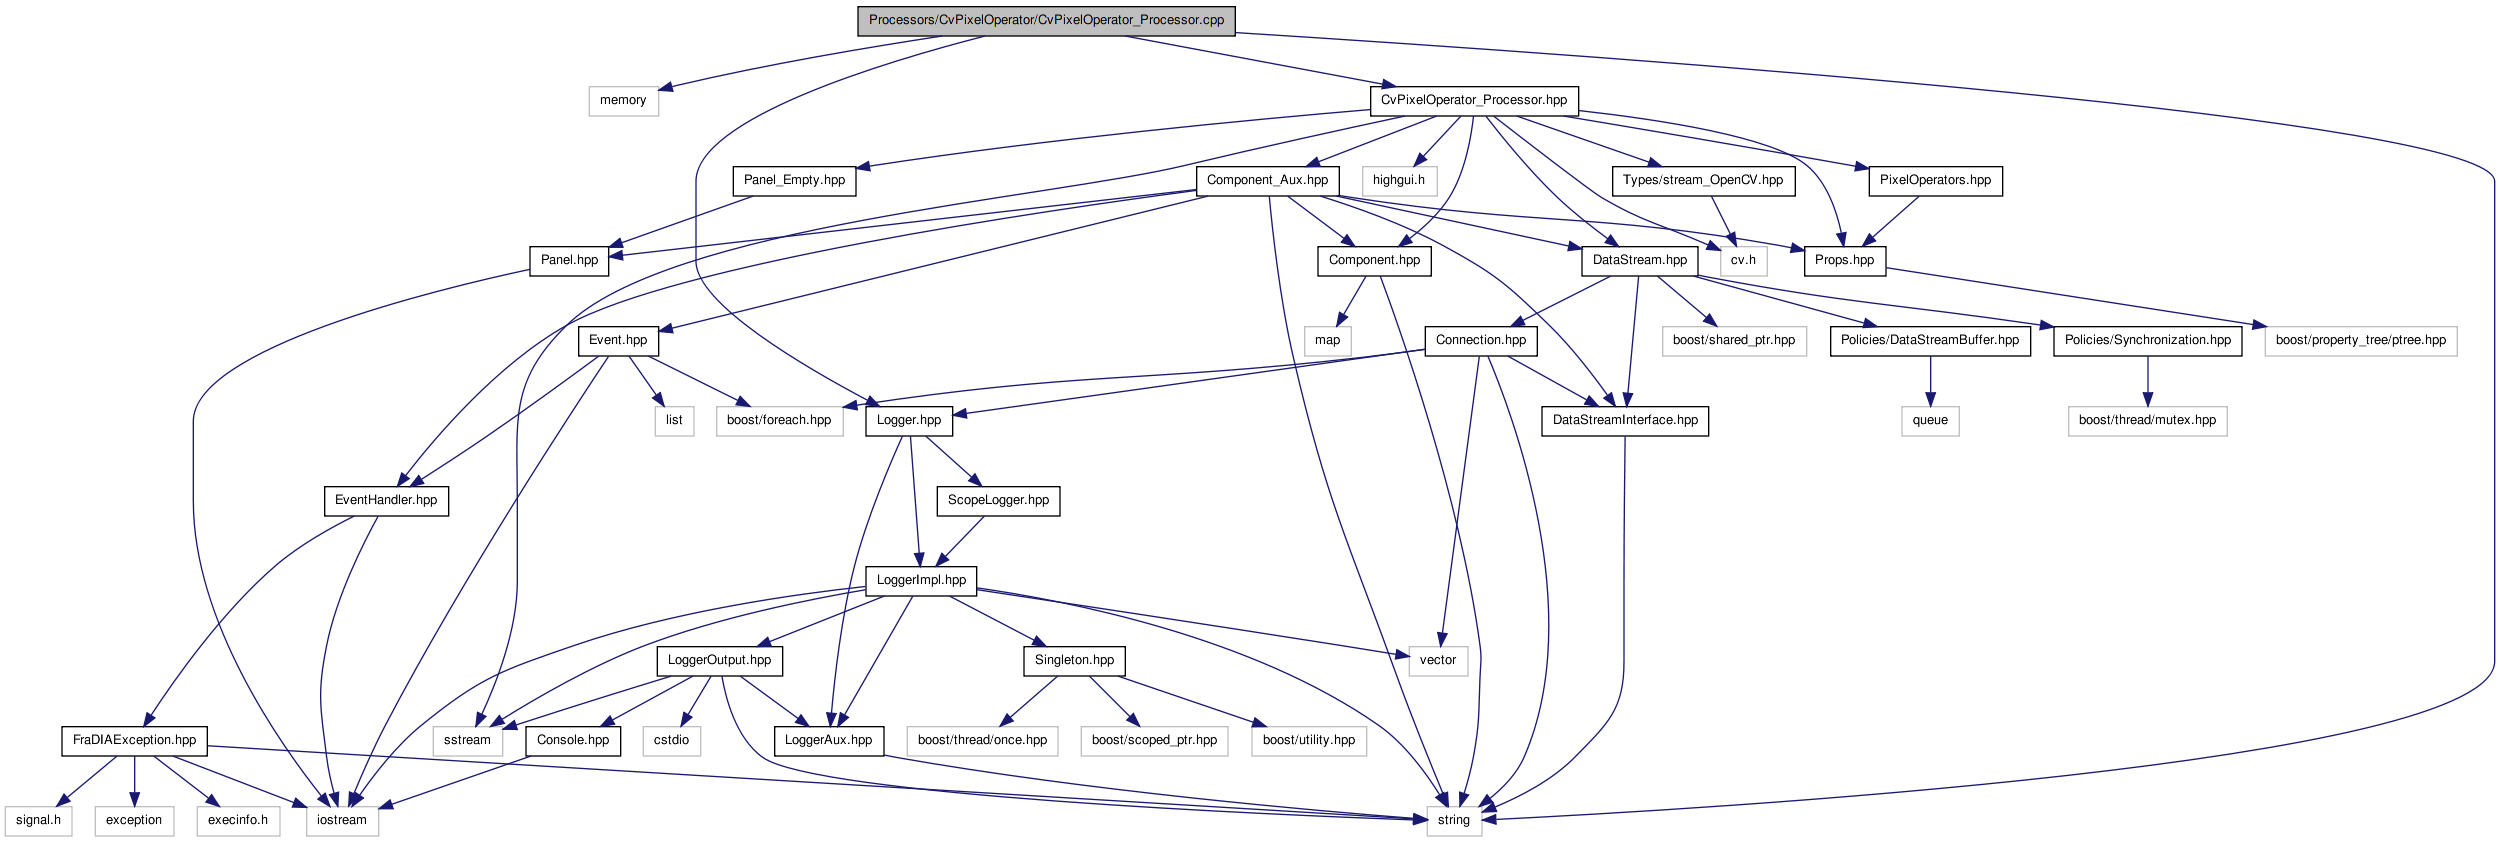 Processors/CvPixelOperator/CvPixelOperator_Processor.cpp
memory
CvPixelOperator_Processor.hpp
Panel_Empty.hpp
Component_Aux.hpp
highgui.h
Types/stream_OpenCV.hpp
PixelOperators.hpp
Panel.hpp
Component.hpp
DataStream.hpp
cv.h
Props.hpp
Event.hpp
map
Connection.hpp
boost/shared_ptr.hpp
Policies/DataStreamBuffer.hpp
Policies/Synchronization.hpp
boost/property_tree/ptree.hpp
list
boost/foreach.hpp
Logger.hpp
DataStreamInterface.hpp
queue
boost/thread/mutex.hpp
EventHandler.hpp
ScopeLogger.hpp
LoggerImpl.hpp
LoggerOutput.hpp
Singleton.hpp
vector
FraDIAException.hpp
sstream
Console.hpp
cstdio
LoggerAux.hpp
boost/thread/once.hpp
boost/scoped_ptr.hpp
boost/utility.hpp
signal.h
exception
execinfo.h
iostream
string